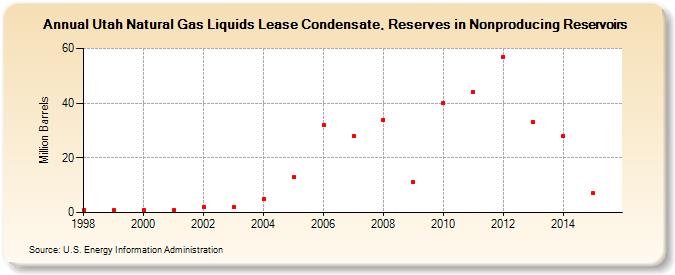 Annual Utah Natural Gas Liquids Lease Condensate, Reserves in Nonproducing Reservoirs
Million Barrels
60
40
20
0
1998 2000 2002 2004 2006 2008 2010 2012 2014
Source: U.S. Energy Information Administration